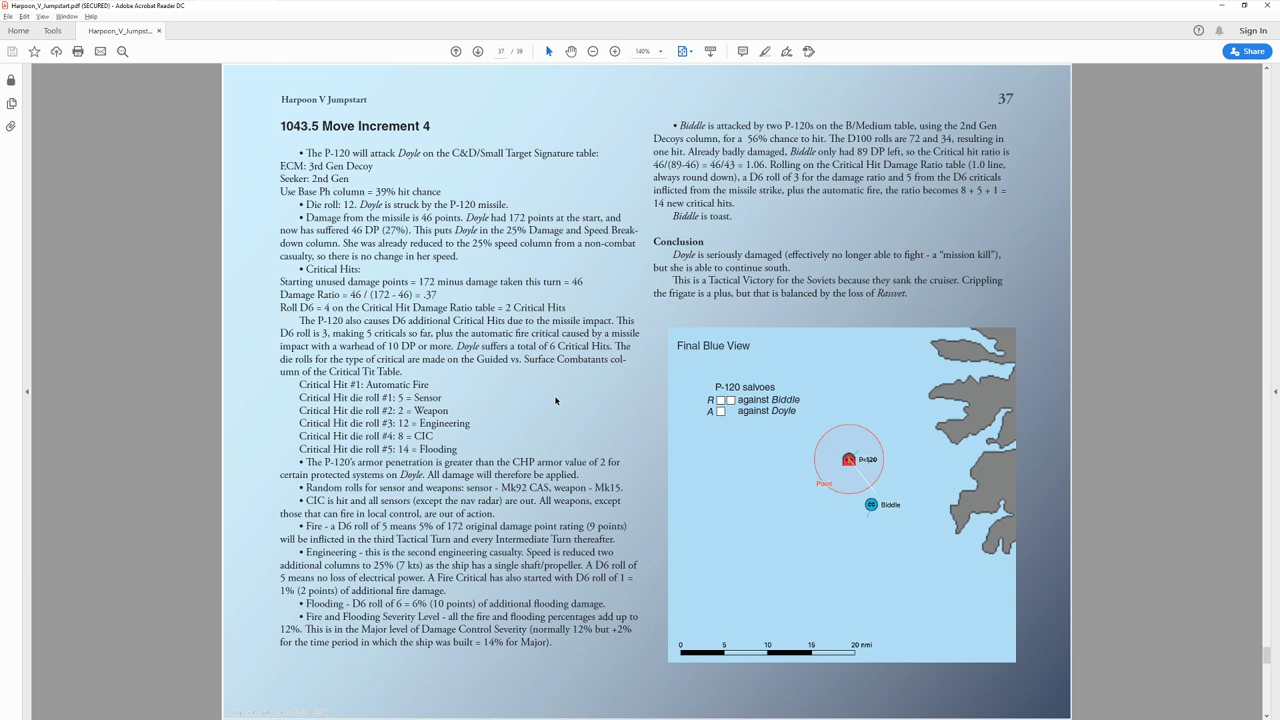 Harpoon_V_Jumpstart.pdf (SECURED) - Adobe Acrobat Reader DC
File Edit View Window Help
Home Tools Harpoon_V_Jumpst... × Sign In
37 / 39 140% Share
Harpoon V Jumpstart 37
1043.5 Move Increment 4
• The P-120 will attack Doyle on the C&D/Small Target Signature table:
ECM: 3rd Gen Decoy
Seeker: 2nd Gen
Use Base Ph column = 39% hit chance
• Die roll: 12. Doyle is struck by the P-120 missile.
• Damage from the missile is 46 points. Doyle had 172 points at the start, and
now has suffered 46 DP (27%). This puts Doyle in the 25% Damage and Speed Break-
down column. She was already reduced to the 25% speed column from a non-combat
casualty, so there is no change in her speed.
• Critical Hits:
Starting unused damage points = 172 minus damage taken this turn = 46
Damage Ratio = 46 / (172 - 46) = .37
Roll D6 = 4 on the Critical Hit Damage Ratio table = 2 Critical Hits
The P-120 also causes D6 additional Critical Hits due to the missile impact. This
D6 roll is 3, making 5 criticals so far, plus the automatic fire critical caused by a missile
impact with a warhead of 10 DP or more. Doyle suffers a total of 6 Critical Hits. The
die rolls for the type of critical are made on the Guided vs. Surface Combatants col-
umn of the Critical Tit Table.
Critical Hit #1: Automatic Fire
Critical Hit die roll #1: 5 = Sensor
Critical Hit die roll #2: 2 = Weapon
Critical Hit die roll #3: 12 = Engineering
Critical Hit die roll #4: 8 = CIC
Critical Hit die roll #5: 14 = Flooding
• The P-120's armor penetration is greater than the CHP armor value of 2 for
certain protected systems on Doyle. All damage will therefore be applied.
• Random rolls for sensor and weapons: sensor - Mk92 CAS, weapon - Mk15.
• CIC is hit and all sensors (except the nav radar) are out. All weapons, except
those that can fire in local control, are out of action.
• Fire - a D6 roll of 5 means 5% of 172 original damage point rating (9 points)
will be inflicted in the third Tactical Turn and every Intermediate Turn thereafter.
• Engineering - this is the second engineering casualty. Speed is reduced two
additional columns to 25% (7 kts) as the ship has a single shaft/propeller. A D6 roll of
5 means no loss of electrical power. A Fire Critical has also started with D6 roll of 1 =
1% (2 points) of additional fire damage.
• Flooding - D6 roll of 6 = 6% (10 points) of additional flooding damage.
• Fire and Flooding Severity Level - all the fire and flooding percentages add up to
12%. This is in the Major level of Damage Control Severity (normally 12% but +2%
for the time period in which the ship was built = 14% for Major).
• Biddle is attacked by two P-120s on the B/Medium table, using the 2nd Gen
Decoys column, for a 56% chance to hit. The D100 rolls are 72 and 34, resulting in
one hit. Already badly damaged, Biddle only had 89 DP left, so the Critical hit ratio is
46/(89-46) = 46/43 = 1.06. Rolling on the Critical Hit Damage Ratio table (1.0 line,
always round down), a D6 roll of 3 for the damage ratio and 5 from the D6 criticals
inflicted from the missile strike, plus the automatic fire, the ratio becomes 8 + 5 + 1 =
14 new critical hits.
Biddle is toast.
Conclusion
Doyle is seriously damaged (effectively no longer able to fight - a “mission kill”),
but she is able to continue south.
This is a Tactical Victory for the Soviets because they sank the cruiser. Crippling
the frigate is a plus, but that is balanced by the loss of Rassvet.
Final Blue View
P-120 salvoes
R against Biddle
A against Doyle
P-120
Point
CG Biddle
0 5 10 15 20 nmi